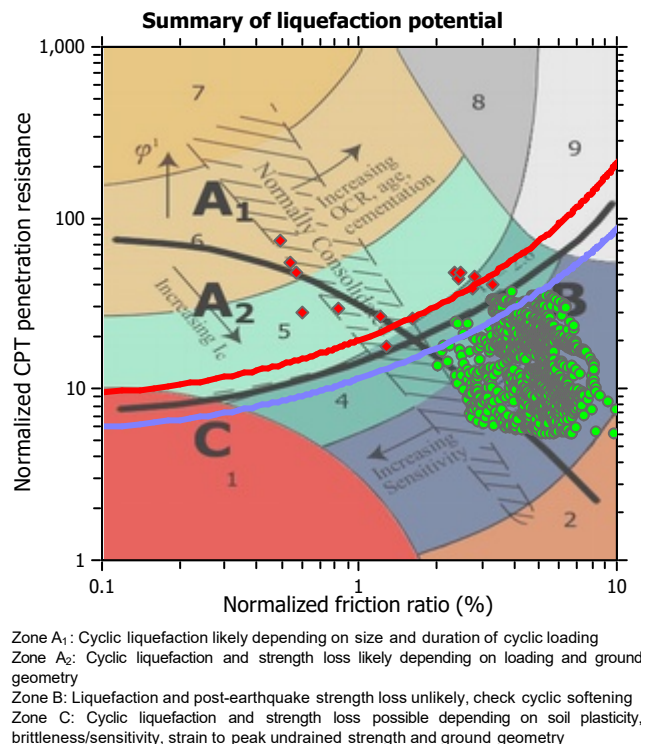 Summary of liquefaction potential
1,000
100
10
1
0.1
1
10
Normalized CPT penetration resistance
Normalized friction ratio (%)
7
8
9
φ'
A1
Increasing
OCR, age,
cementation
Normally Consolidated
6
A2
Increasing Ic
5
B
4
C
1
Increasing
Sensitivity
2
Zone A₁: Cyclic liquefaction likely depending on size and duration of cyclic loading
Zone A₂: Cyclic liquefaction and strength loss likely depending on loading and ground
geometry
Zone B: Liquefaction and post-earthquake strength loss unlikely, check cyclic softening
Zone C: Cyclic liquefaction and strength loss possible depending on soil plasticity,
brittleness/sensitivity, strain to peak undrained strength and ground geometry